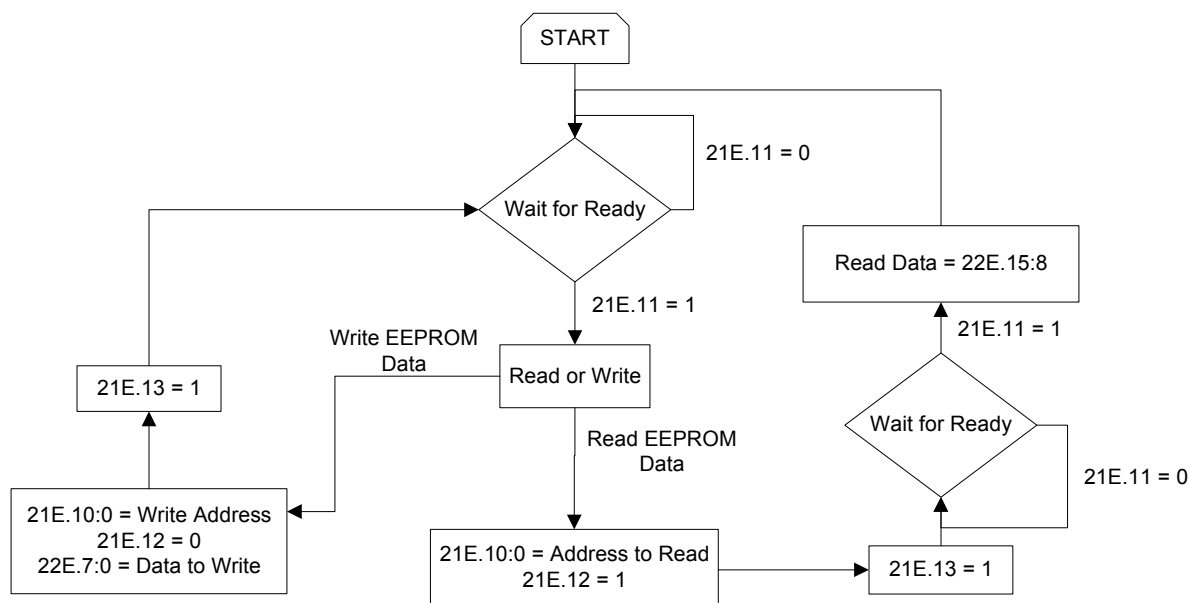 START
21E.11 = 0
Wait for Ready
21E.11 = 1
Write EEPROM
Data
Read or Write
21E.13 = 1
Read EEPROM
Data
21E.10:0 = Write Address
21E.12 = 0
22E.7:0 = Data to Write
21E.10:0 = Address to Read
21E.12 = 1
21E.13 = 1
Wait for Ready
21E.11 = 0
21E.11 = 1
Read Data = 22E.15:8